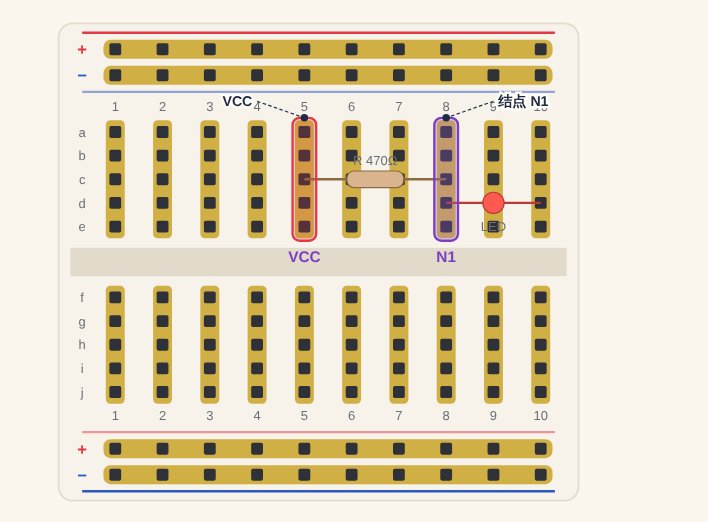 +
−
VCC
结点 N1
1 2 3 4 5 6 7 8 9 10
a
b
R 470Ω
c
d
e
LED
VCC N1
f
g
h
i
j
1 2 3 4 5 6 7 8 9 10
+
−